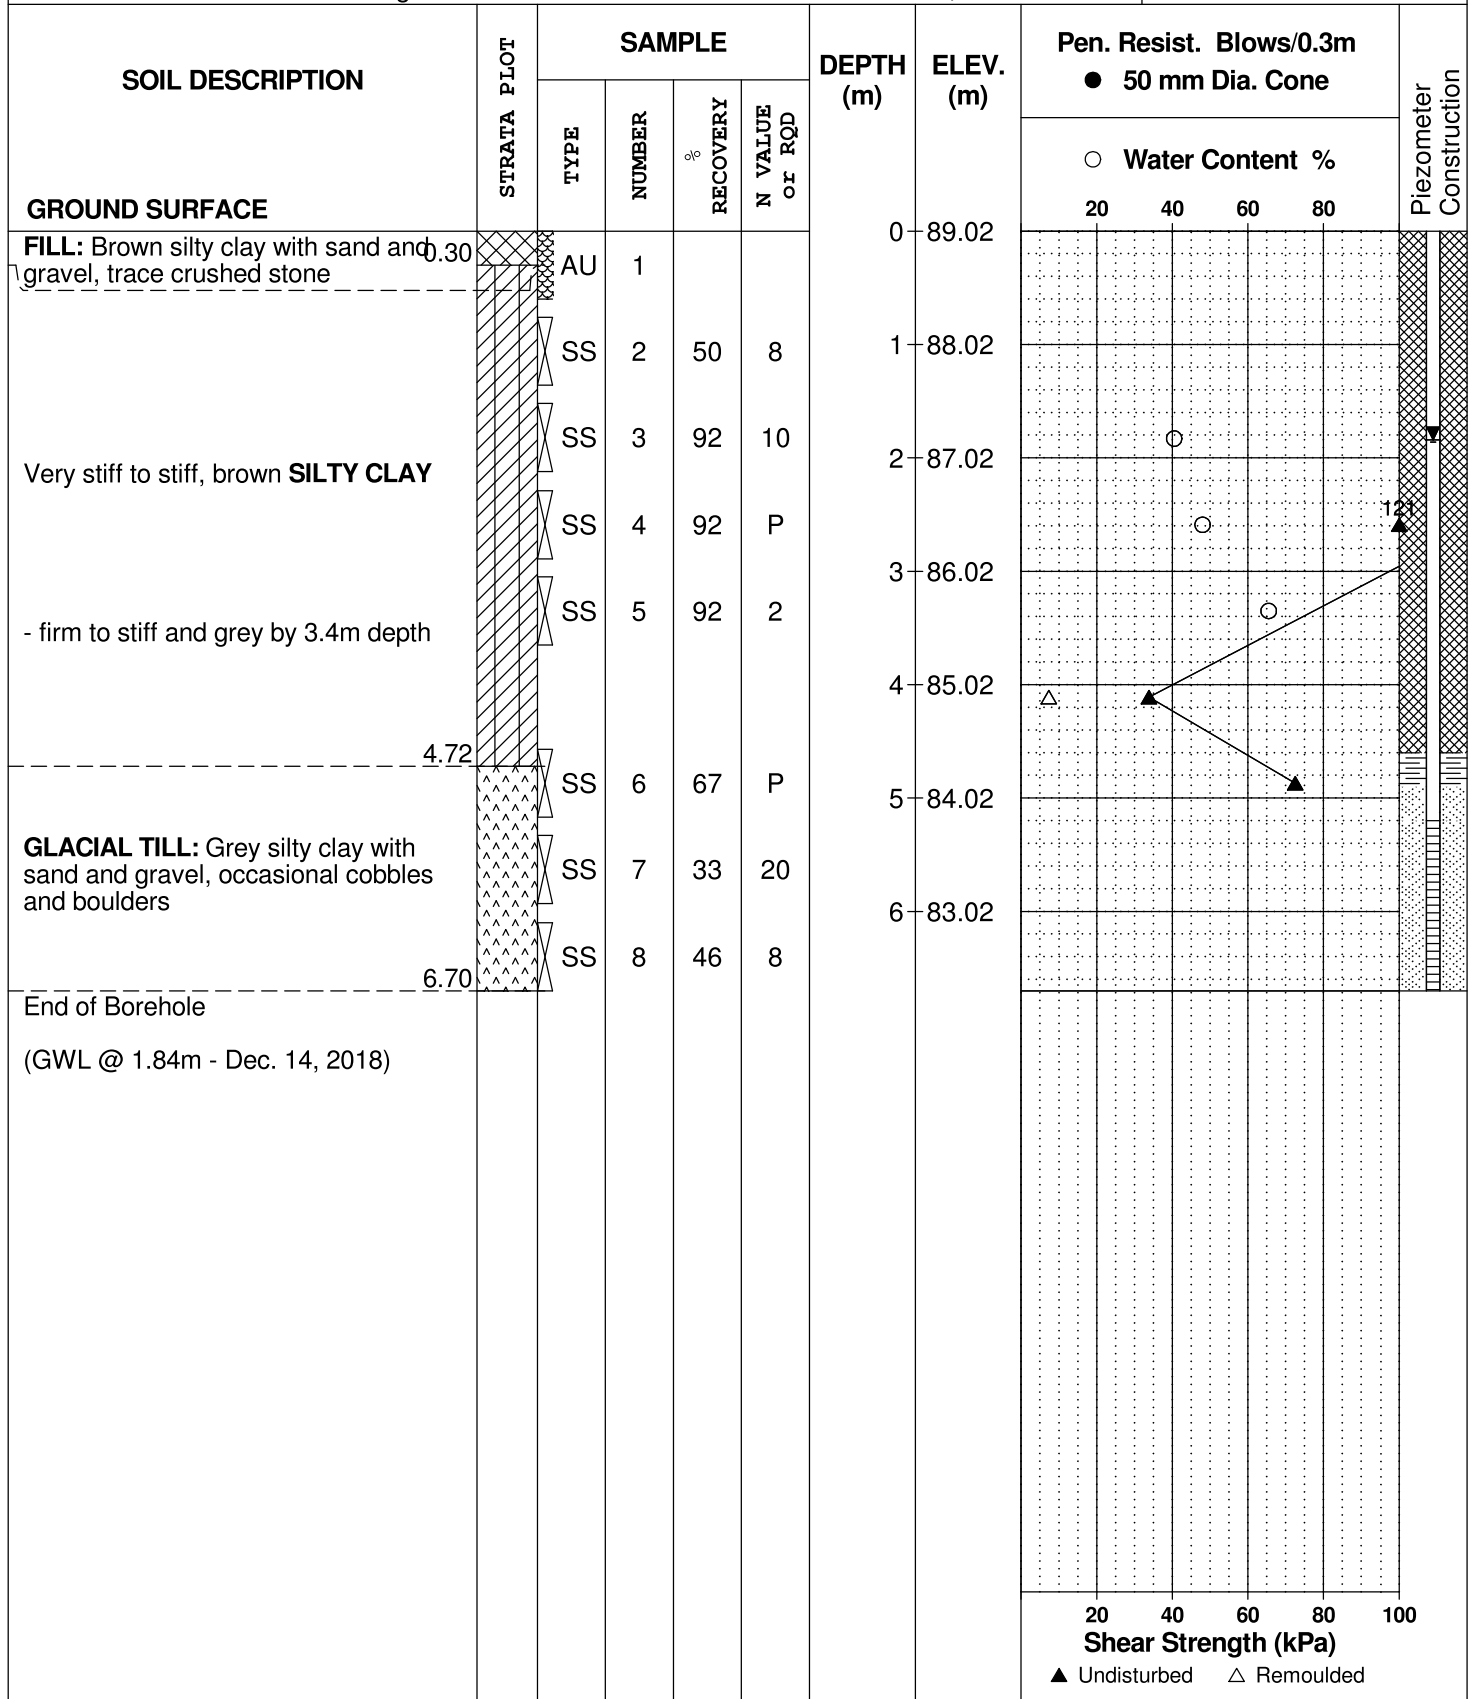 SOIL DESCRIPTION
GROUND SURFACE
STRATA PLOT
SAMPLE
TYPE
NUMBER
%
RECOVERY
N VALUE
or RQD
DEPTH
(m)
ELEV.
(m)
Pen. Resist. Blows/0.3m
● 50 mm Dia. Cone
○ Water Content %
20 40 60 80
Piezometer
Construction
FILL: Brown silty clay with sand and 0.30
gravel, trace crushed stone
AU 1
0 89.02
SS 2 50 8
1 88.02
SS 3 92 10
Very stiff to stiff, brown SILTY CLAY
2 87.02
SS 4 92 P
121
3 86.02
SS 5 92 2
- firm to stiff and grey by 3.4m depth
4 85.02
4.72
SS 6 67 P
5 84.02
GLACIAL TILL: Grey silty clay with
sand and gravel, occasional cobbles
and boulders
SS 7 33 20
6 83.02
SS 8 46 8
6.70
End of Borehole
(GWL @ 1.84m - Dec. 14, 2018)
20 40 60 80 100
Shear Strength (kPa)
▲ Undisturbed △ Remoulded